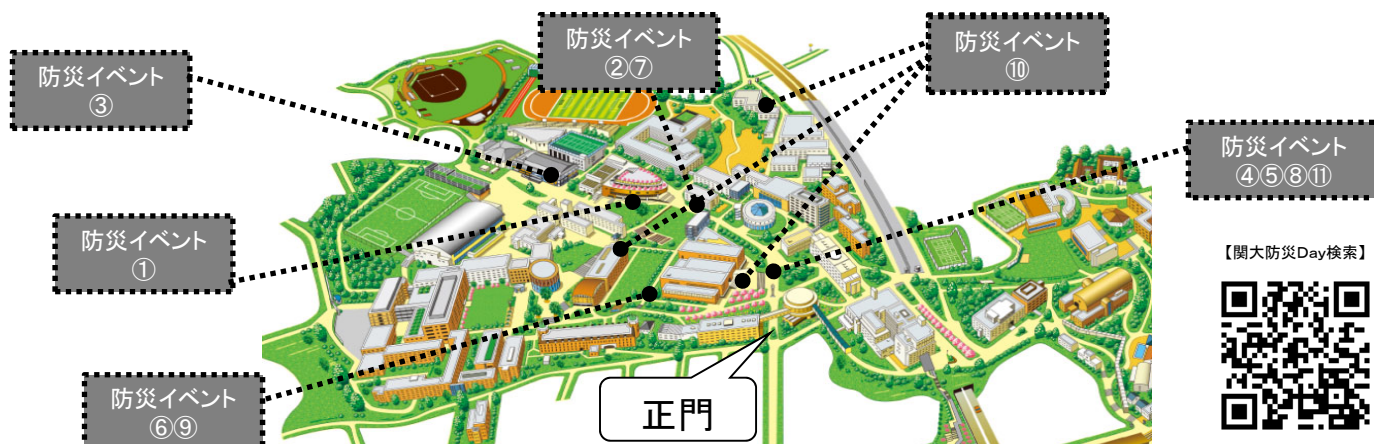 防災イベント
②⑦
防災イベント
⑩
防災イベント
③
防災イベント
④⑤⑧⑪
防災イベント
①
【関大防災Day検索】
防災イベント
⑥⑨
正門